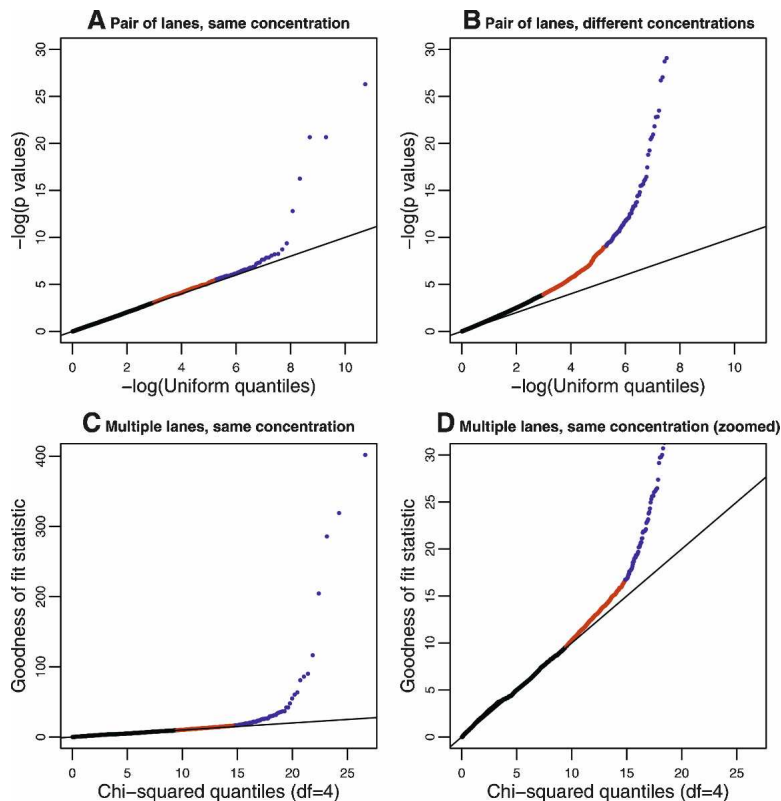 A Pair of lanes, same concentration
30
25
20
15
10
5
0
−log(p values)
0 2 4 6 8 10
−log(Uniform quantiles)
B Pair of lanes, different concentrations
30
25
20
15
10
5
0
−log(p values)
0 2 4 6 8 10
−log(Uniform quantiles)
C Multiple lanes, same concentration
400
300
200
100
0
Goodness of fit statistic
0 5 10 15 20 25
Chi−squared quantiles (df=4)
D Multiple lanes, same concentration (zoomed)
30
25
20
15
10
5
0
Goodness of fit statistic
0 5 10 15 20 25
Chi−squared quantiles (df=4)